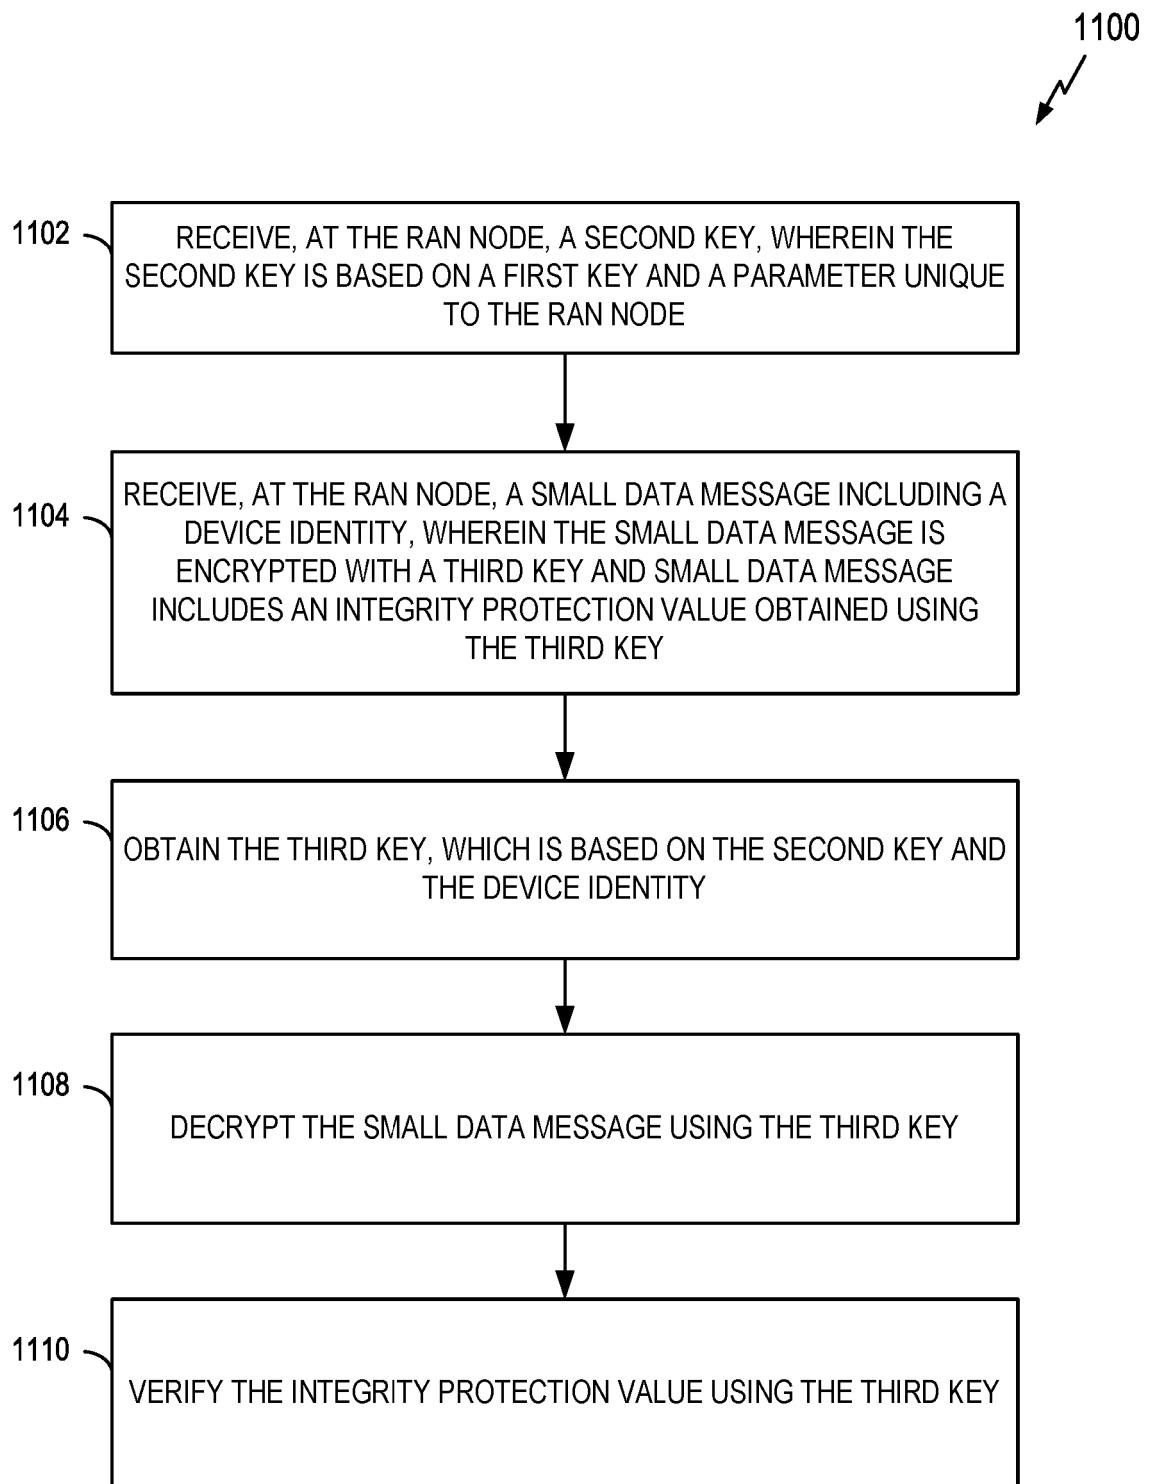 1100
1102
RECEIVE, AT THE RAN NODE, A SECOND KEY, WHEREIN THE
SECOND KEY IS BASED ON A FIRST KEY AND A PARAMETER UNIQUE
TO THE RAN NODE
1104
RECEIVE, AT THE RAN NODE, A SMALL DATA MESSAGE INCLUDING A
DEVICE IDENTITY, WHEREIN THE SMALL DATA MESSAGE IS
ENCRYPTED WITH A THIRD KEY AND SMALL DATA MESSAGE
INCLUDES AN INTEGRITY PROTECTION VALUE OBTAINED USING
THE THIRD KEY
1106
OBTAIN THE THIRD KEY, WHICH IS BASED ON THE SECOND KEY AND
THE DEVICE IDENTITY
1108
DECRYPT THE SMALL DATA MESSAGE USING THE THIRD KEY
1110
VERIFY THE INTEGRITY PROTECTION VALUE USING THE THIRD KEY